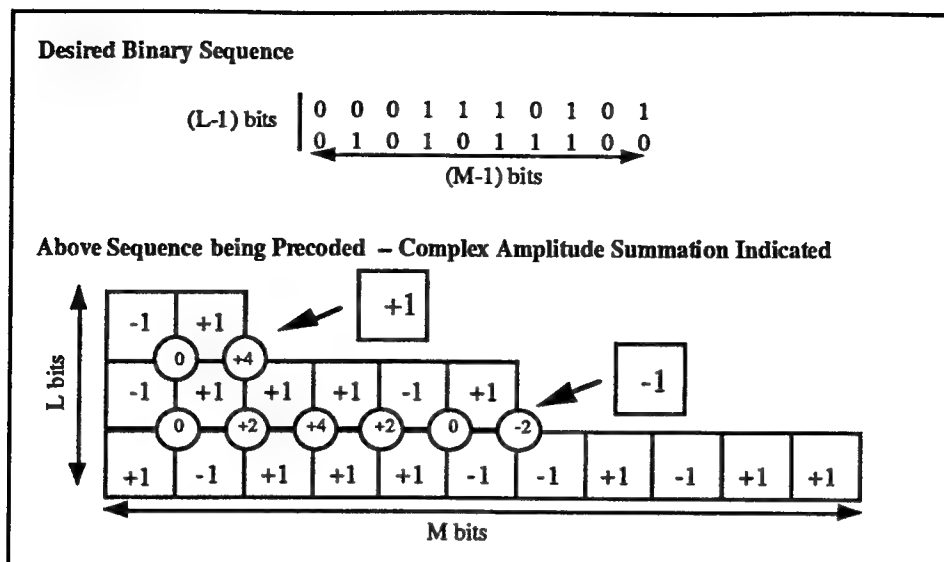 Desired Binary Sequence
(L-1) bits
0 0 0 1 1 1 0 1 0 1
0 1 0 1 0 1 1 1 0 0
(M-1) bits
Above Sequence being Precoded – Complex Amplitude Summation Indicated
L bits
-1 +1
+1
0 +4
-1 +1 +1 +1 -1 +1
-1
0 +2 +4 +2 0 -2
+1 -1 +1 +1 +1 -1 -1 +1 -1 +1 +1
M bits